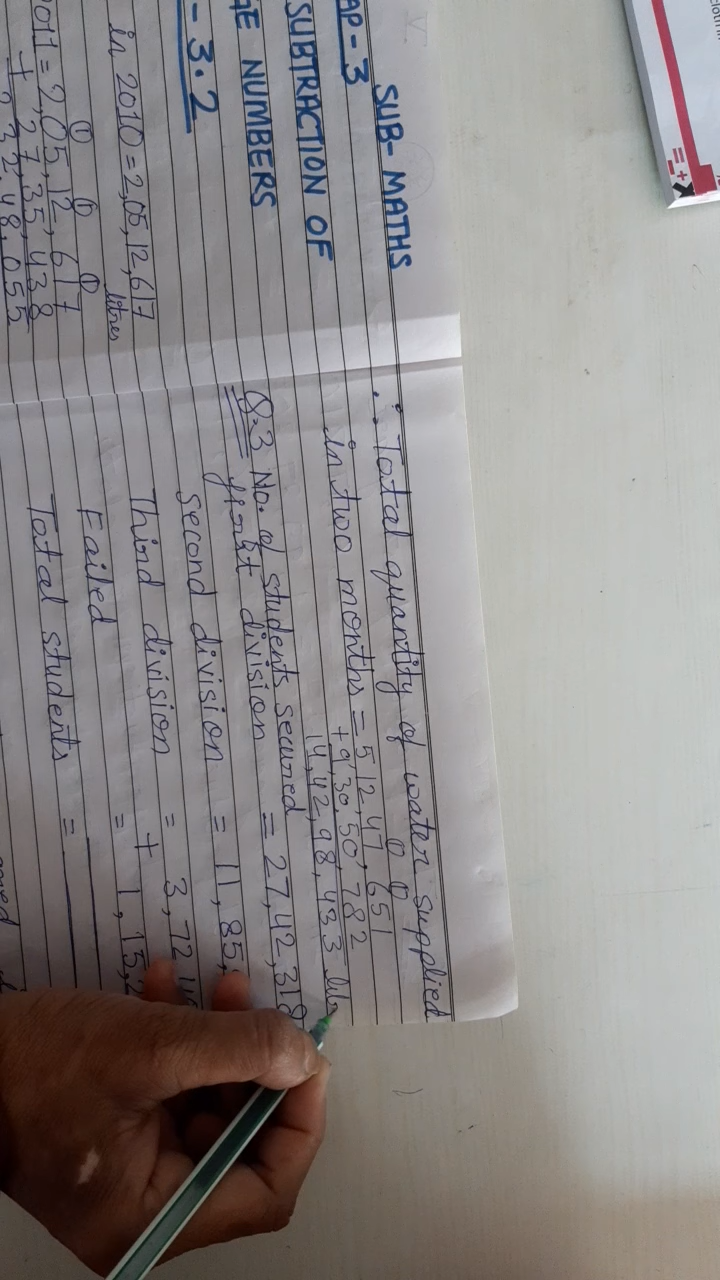 SUB-MATHS
AP-3
SUBTRACTION OF
GE NUMBERS
- 3.2
in 2010 = 2,05,12,617
litres
2011 = 2,05,12,617
+ 27,35,438
2,32,48,055
∴ Total quantity of water supplied
in two months = 5,12,47,651
+ 9,30,50,782
14,42,98,433
Q.3 No. of students secured
first division = 27,42,318
second division = 11,85,
Third division = 3,72,
Failed = + 1,15,2
Total students =